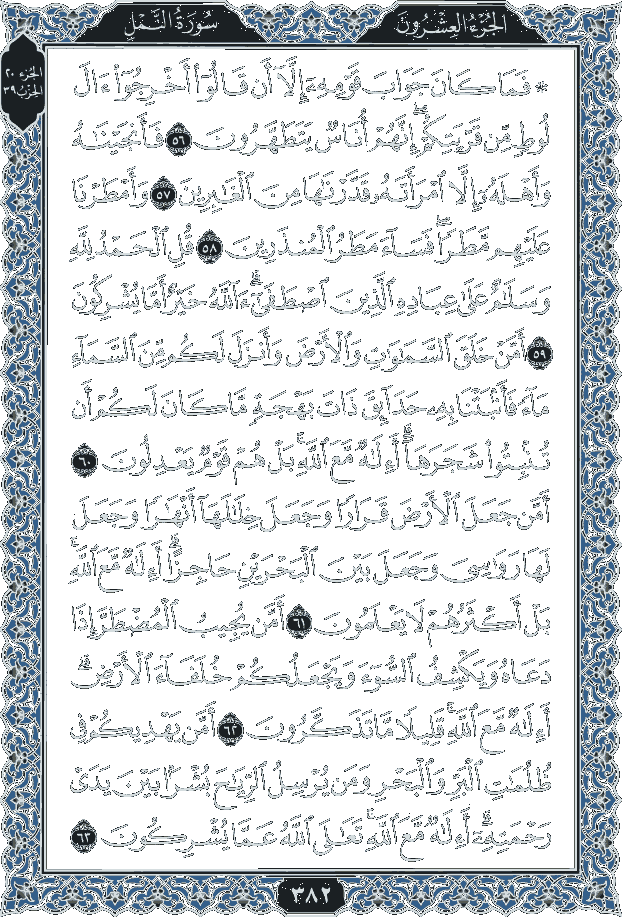 الجزء العشرون
سورة النمل
الجزء ٢٠
الحزب ٣٩
* فَمَا كَانَ جَوَابَ قَوْمِهِۦٓ إِلَّآ أَن قَالُوٓا۟ أَخْرِجُوٓا۟ ءَالَ
لُوطٍ مِّن قَرْيَتِكُمْ ۖ إِنَّهُمْ أُنَاسٌ يَتَطَهَّرُونَ ٥٦ فَأَنجَيْنَٰهُ
وَأَهْلَهُۥٓ إِلَّا ٱمْرَأَتَهُۥ قَدَّرْنَٰهَا مِنَ ٱلْغَٰبِرِينَ ٥٧ وَأَمْطَرْنَا
عَلَيْهِم مَّطَرًا ۖ فَسَآءَ مَطَرُ ٱلْمُنذَرِينَ ٥٨ قُلِ ٱلْحَمْدُ لِلَّهِ
وَسَلَٰمٌ عَلَىٰ عِبَادِهِ ٱلَّذِينَ ٱصْطَفَىٰٓ ۗ ءَآللَّهُ خَيْرٌ أَمَّا يُشْرِكُونَ
٥٩ أَمَّنْ خَلَقَ ٱلسَّمَٰوَٰتِ وَٱلْأَرْضَ وَأَنزَلَ لَكُم مِّنَ ٱلسَّمَآءِ
مَآءً فَأَنۢبَتْنَا بِهِۦ حَدَآئِقَ ذَاتَ بَهْجَةٍ مَّا كَانَ لَكُمْ أَن
تُنۢبِتُوا۟ شَجَرَهَآ ۗ أَءِلَٰهٌ مَّعَ ٱللَّهِ ۚ بَلْ هُمْ قَوْمٌ يَعْدِلُونَ ٦٠
أَمَّن جَعَلَ ٱلْأَرْضَ قَرَارًا وَجَعَلَ خِلَٰلَهَآ أَنْهَٰرًا وَجَعَلَ
لَهَا رَوَٰسِىَ وَجَعَلَ بَيْنَ ٱلْبَحْرَيْنِ حَاجِزًا ۗ أَءِلَٰهٌ مَّعَ ٱللَّهِ ۚ
بَلْ أَكْثَرُهُمْ لَا يَعْلَمُونَ ٦١ أَمَّن يُجِيبُ ٱلْمُضْطَرَّ إِذَا
دَعَاهُ وَيَكْشِفُ ٱلسُّوٓءَ وَيَجْعَلُكُمْ خُلَفَآءَ ٱلْأَرْضِ ۗ
أَءِلَٰهٌ مَّعَ ٱللَّهِ ۚ قَلِيلًا مَّا تَذَكَّرُونَ ٦٢ أَمَّن يَهْدِيكُمْ فِى
ظُلُمَٰتِ ٱلْبَرِّ وَٱلْبَحْرِ وَمَن يُرْسِلُ ٱلرِّيَٰحَ بُشْرًۢا بَيْنَ يَدَىْ
رَحْمَتِهِۦٓ ۗ أَءِلَٰهٌ مَّعَ ٱللَّهِ ۚ تَعَٰلَى ٱللَّهُ عَمَّا يُشْرِكُونَ ٦٣
٣٨٢